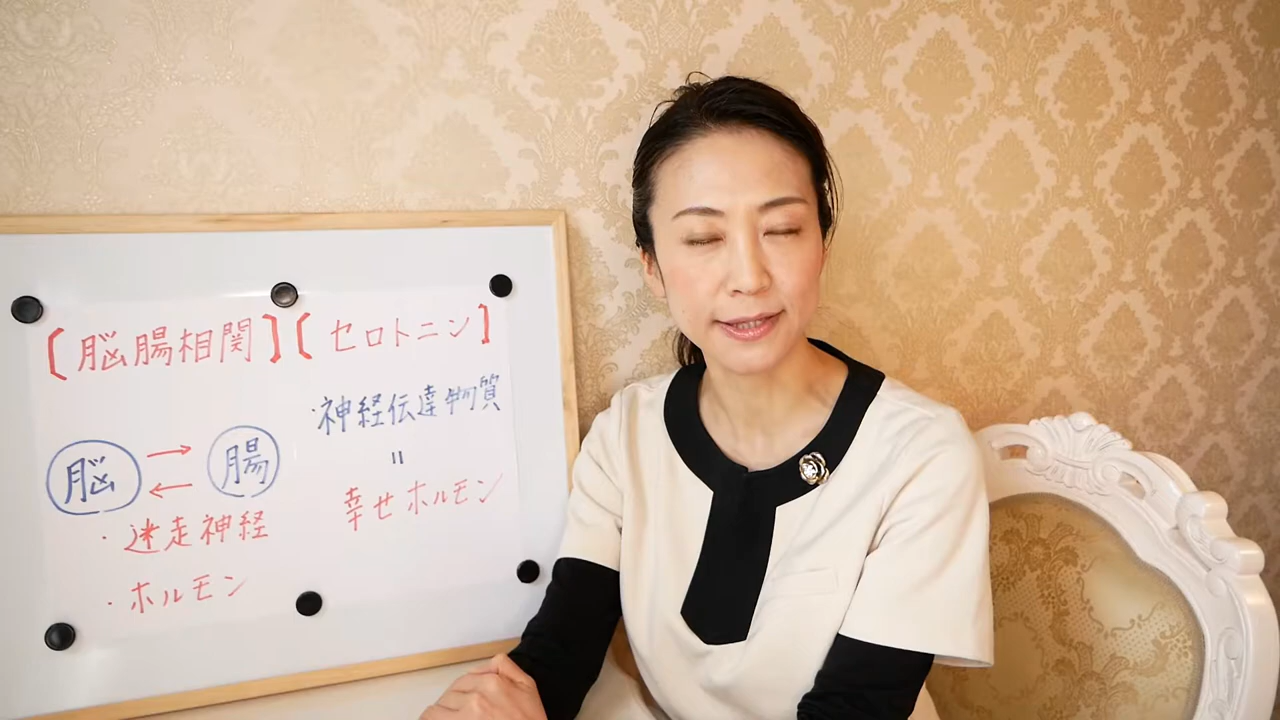 【脳腸相関】【セロトニン】
脳 → ← 腸
・迷走神経
・ホルモン
・神経伝達物質
=
幸せホルモン